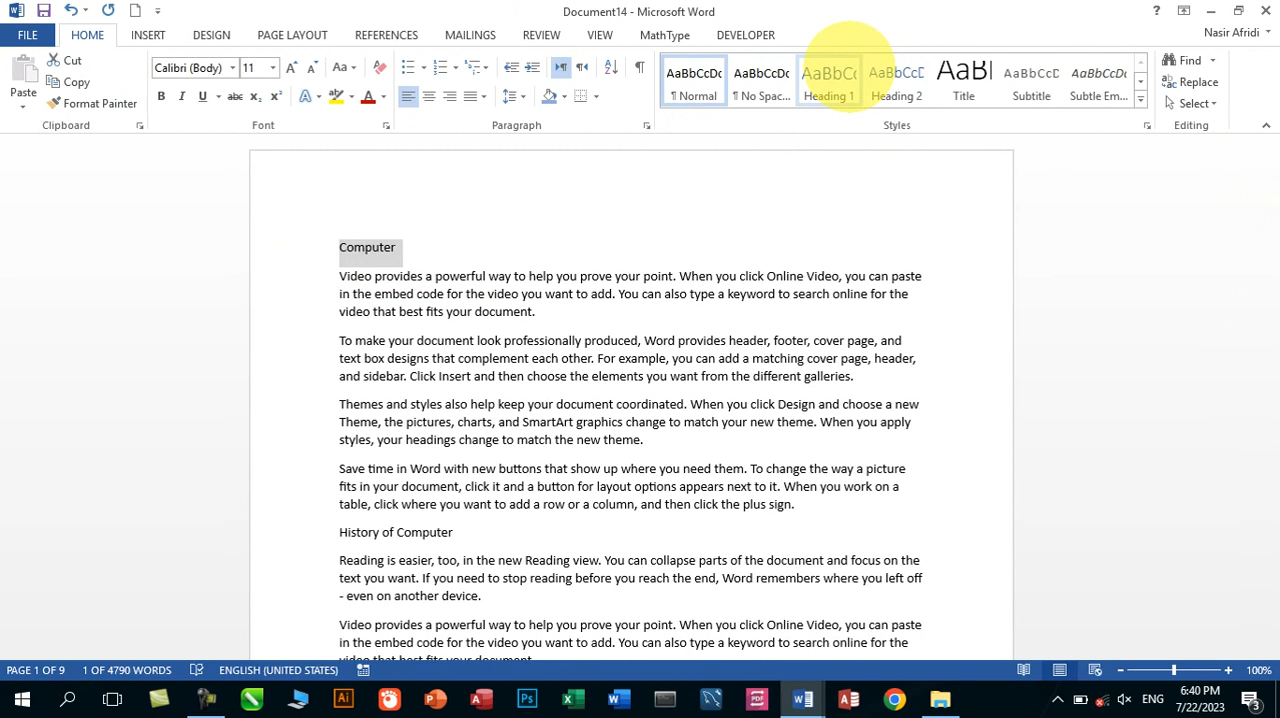 Document14 - Microsoft Word
?
FILE HOME INSERT DESIGN PAGE LAYOUT REFERENCES MAILINGS REVIEW VIEW MathType DEVELOPER Nasir Afridi
Paste
Cut
Copy
Format Painter
Clipboard
Calibri (Body) 11 Aa
B I U abc x₂ x² A ab A
Font
Paragraph
AaBbCcDc AaBbCcDc AaBbCc AaBbCcD AaBl AaBbCcD AaBbCcDc
¶ Normal ¶ No Spac... Heading 1 Heading 2 Title Subtitle Subtle Em...
Styles
Find
Replace
Select
Editing
Computer
Video provides a powerful way to help you prove your point. When you click Online Video, you can paste
in the embed code for the video you want to add. You can also type a keyword to search online for the
video that best fits your document.
To make your document look professionally produced, Word provides header, footer, cover page, and
text box designs that complement each other. For example, you can add a matching cover page, header,
and sidebar. Click Insert and then choose the elements you want from the different galleries.
Themes and styles also help keep your document coordinated. When you click Design and choose a new
Theme, the pictures, charts, and SmartArt graphics change to match your new theme. When you apply
styles, your headings change to match the new theme.
Save time in Word with new buttons that show up where you need them. To change the way a picture
fits in your document, click it and a button for layout options appears next to it. When you work on a
table, click where you want to add a row or a column, and then click the plus sign.
History of Computer
Reading is easier, too, in the new Reading view. You can collapse parts of the document and focus on the
text you want. If you need to stop reading before you reach the end, Word remembers where you left off
- even on another device.
Video provides a powerful way to help you prove your point. When you click Online Video, you can paste
in the embed code for the video you want to add. You can also type a keyword to search online for the
video that best fits your document.
PAGE 1 OF 9 1 OF 4790 WORDS ENGLISH (UNITED STATES) 100%
ENG
6:40 PM
7/22/2023
3